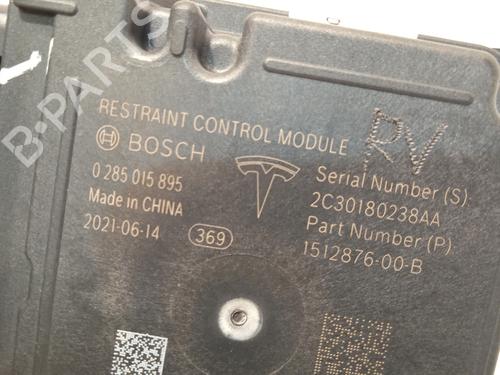 B-PARTS
RESTRAINT CONTROL MODULE
RV
BOSCH
0 285 015 895
Made in CHINA
2021-06-14
369
Serial Number (S):
2C30180238AA
Part Number (P):
1512876-00-B